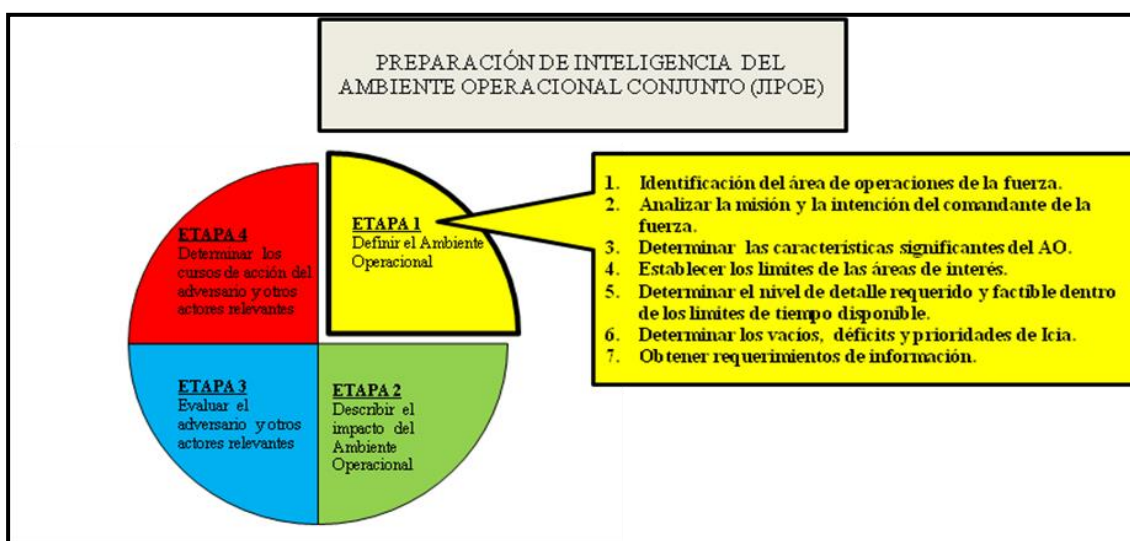 PREPARACIÓN DE INTELIGENCIA DEL
AMBIENTE OPERACIONAL CONJUNTO (JIPOE)
ETAPA 1
Definir el Ambiente
Operacional
1. Identificación del área de operaciones de la fuerza.
2. Analizar la misión y la intención del comandante de la
fuerza.
3. Determinar las características significantes del AO.
4. Establecer los limites de las áreas de interés.
5. Determinar el nivel de detalle requerido y factible dentro
de los limites de tiempo disponible.
6. Determinar los vacíos, déficits y prioridades de Icia.
7. Obtener requerimientos de información.
ETAPA 2
Describir el
impacto del
Ambiente
Operacional
ETAPA 3
Evaluar el
adversario y otros
actores relevantes
ETAPA 4
Determinar los
cursos de acción del
adversario y otros
actores relevantes